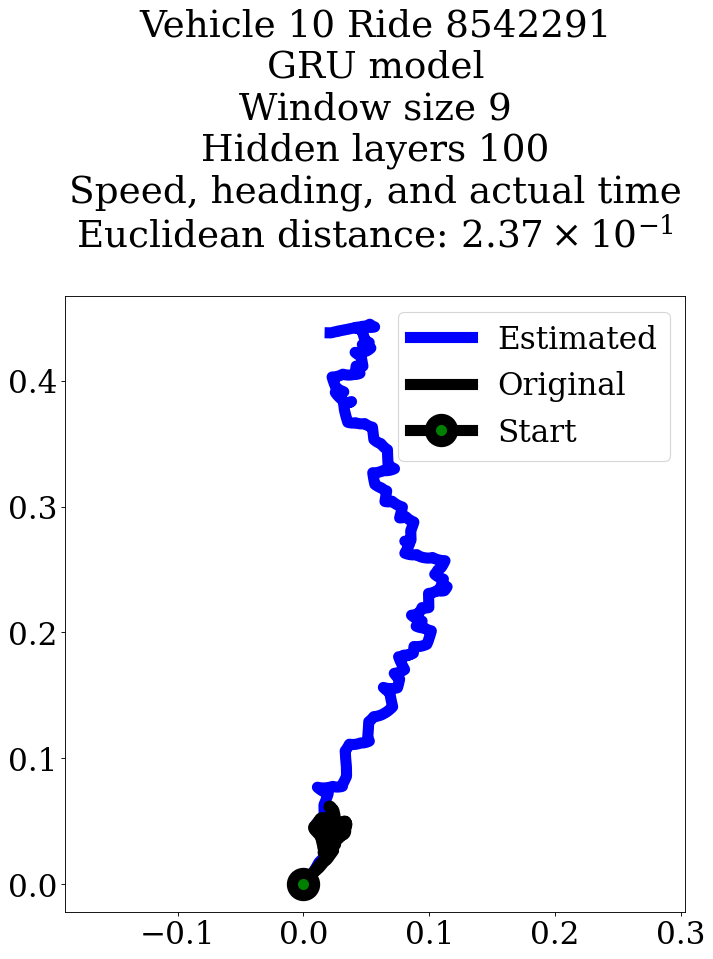 Vehicle 10 Ride 8542291
GRU model
Window size 9
Hidden layers 100
Speed, heading, and actual time
Euclidean distance: 2.37 × 10⁻¹
Estimated
Original
Start
0.4
0.3
0.2
0.1
0.0
−0.1 0.0 0.1 0.2 0.3